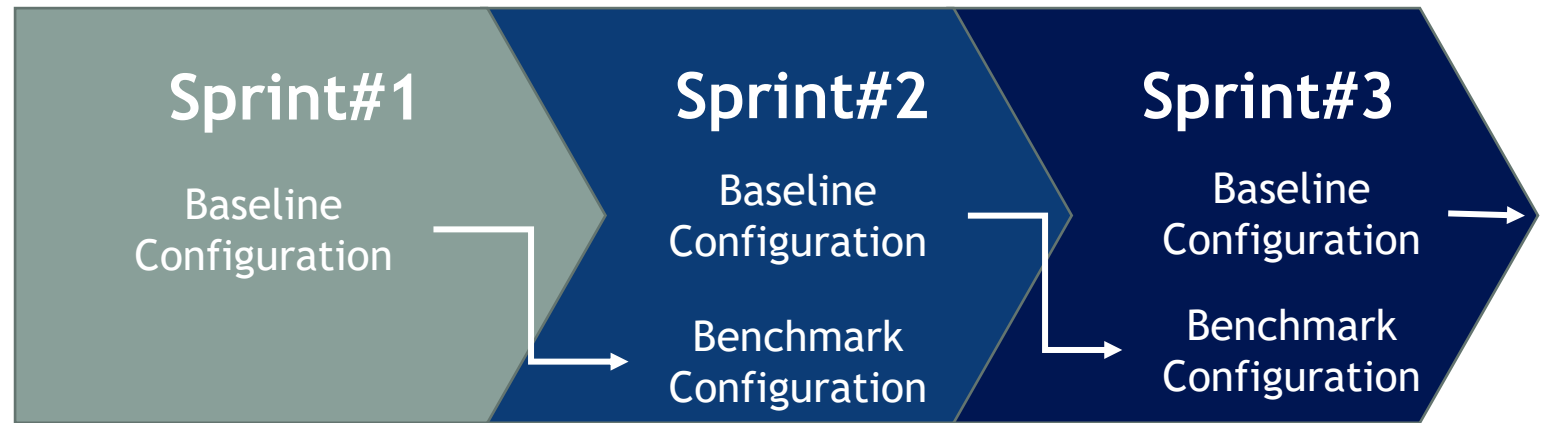 Sprint#1
Baseline
Configuration
Sprint#2
Baseline
Configuration
Benchmark
Configuration
Sprint#3
Baseline
Configuration
Benchmark
Configuration